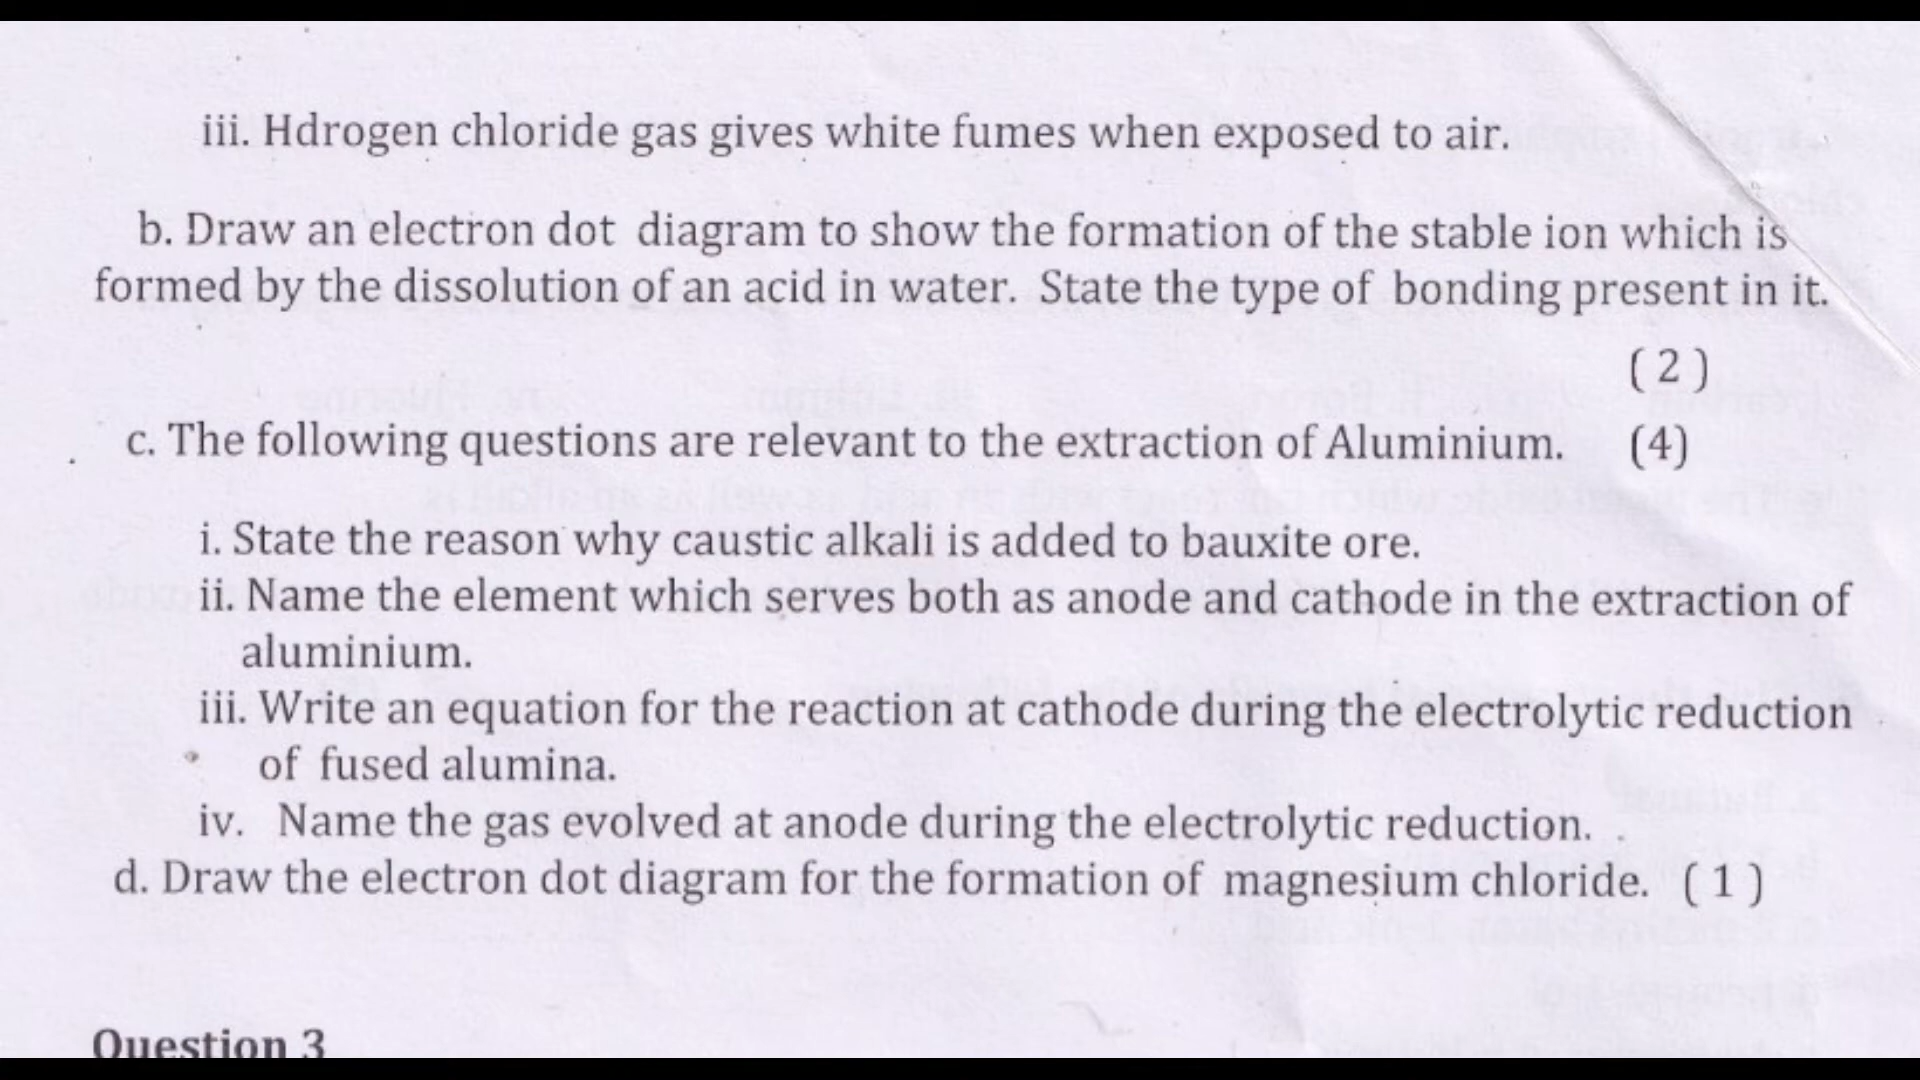 iii. Hdrogen chloride gas gives white fumes when exposed to air.
b. Draw an electron dot diagram to show the formation of the stable ion which is
formed by the dissolution of an acid in water. State the type of bonding present in it.
( 2 )
c. The following questions are relevant to the extraction of Aluminium. (4)
i. State the reason why caustic alkali is added to bauxite ore.
ii. Name the element which serves both as anode and cathode in the extraction of
aluminium.
iii. Write an equation for the reaction at cathode during the electrolytic reduction
of fused alumina.
iv. Name the gas evolved at anode during the electrolytic reduction.
d. Draw the electron dot diagram for the formation of magnesium chloride. ( 1 )
Question 3